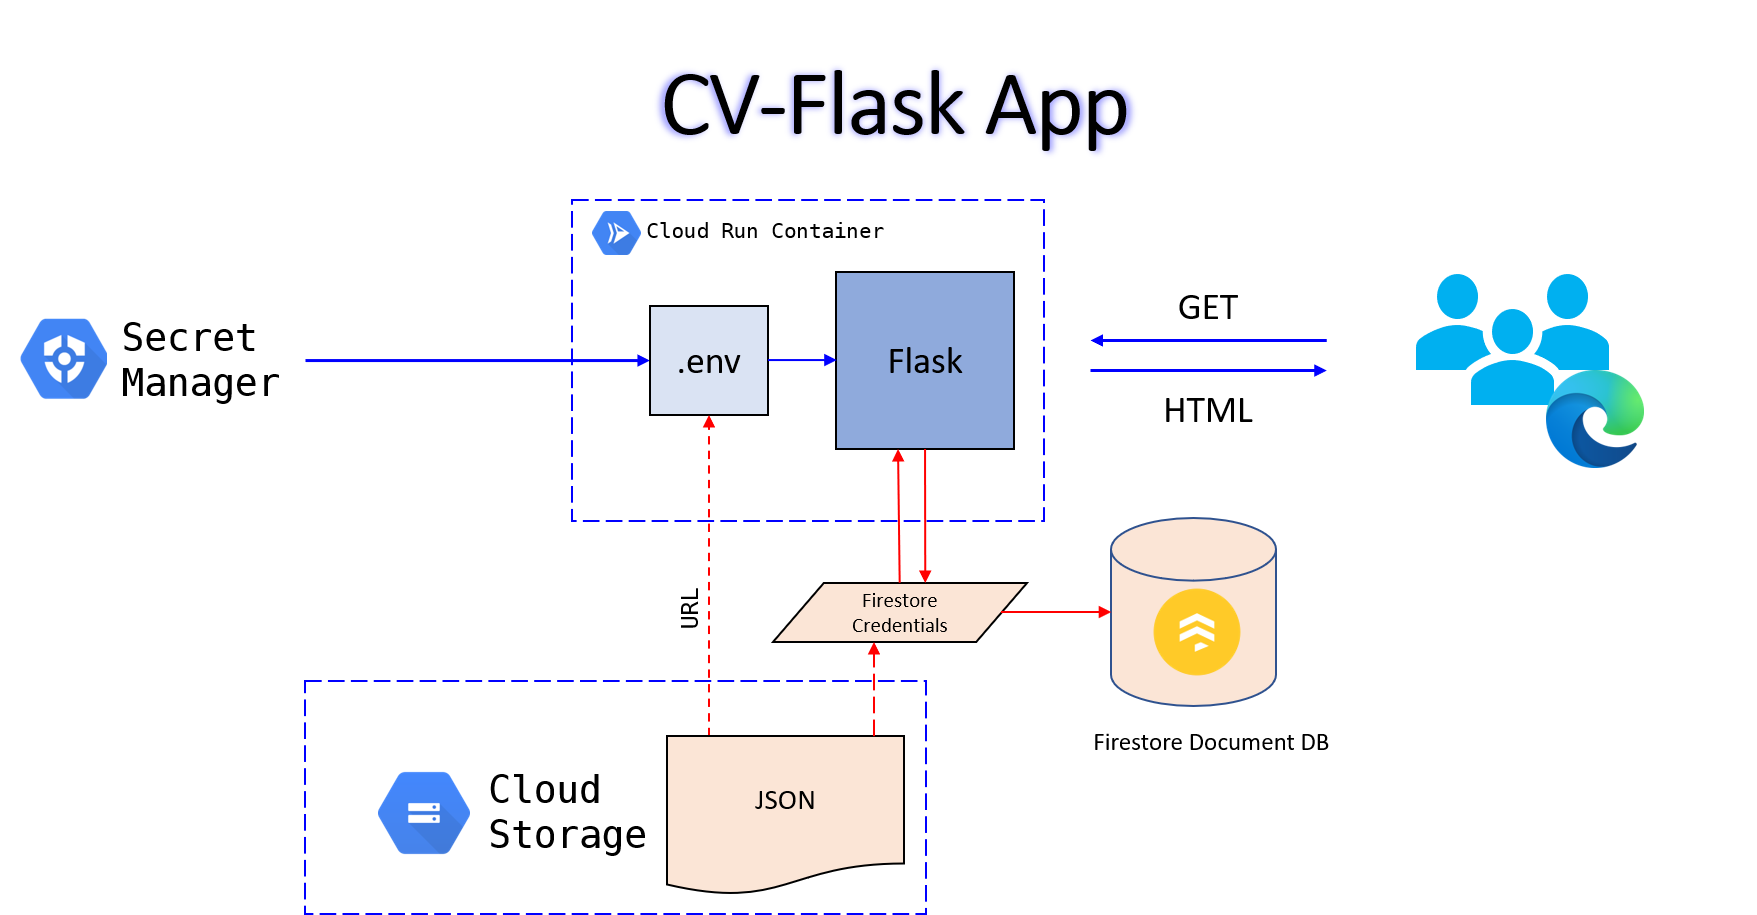 CV-Flask App
Cloud Run Container
Secret
Manager
.env
Flask
GET
HTML
URL
Firestore
Credentials
Firestore Document DB
Cloud
Storage
JSON